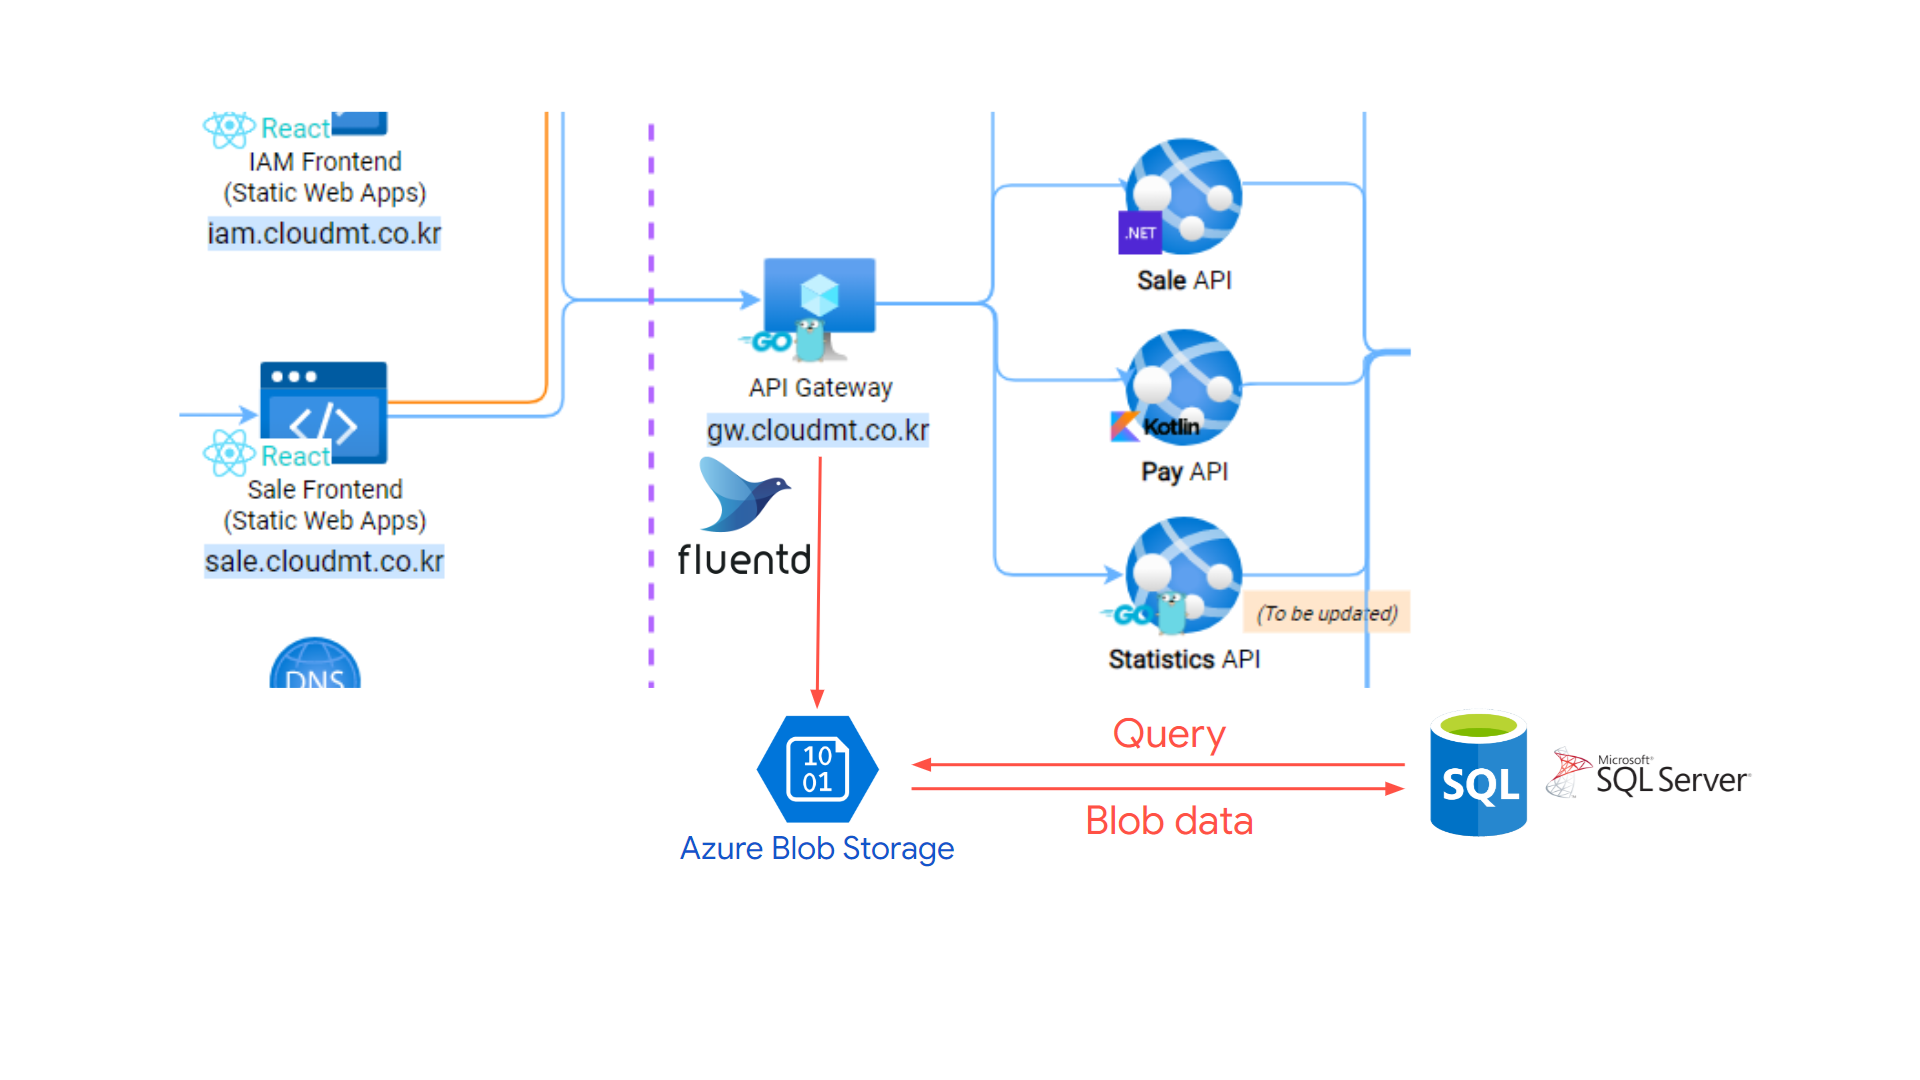 React
IAM Frontend
(Static Web Apps)
iam.cloudmt.co.kr
React
Sale Frontend
(Static Web Apps)
sale.cloudmt.co.kr
DNS
GO
API Gateway
gw.cloudmt.co.kr
fluentd
.NET
Sale API
Kotlin
Pay API
GO
(To be updated)
Statistics API
10
01
Azure Blob Storage
Query
Blob data
SQL
Microsoft®
SQL Server